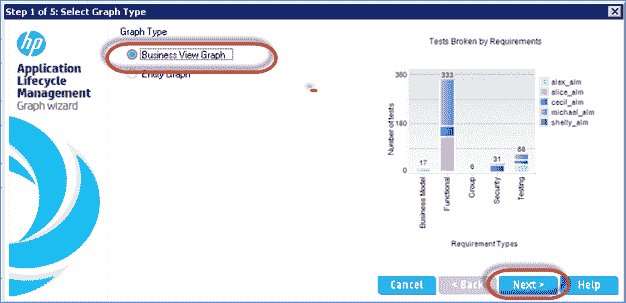 Step 1 of 5: Select Graph Type
hp
Application
Lifecycle
Management
Graph wizard
Graph Type
Business View Graph
Entity Graph
Tests Broken by Requirements
Number of tests
360
180
0
17
333
6
31
68
Business Model
Functional
Group
Security
Testing
Requirement Types
alex_alm
alice_alm
cecil_alm
michael_alm
shelly_alm
Cancel
< Back
Next >
Help